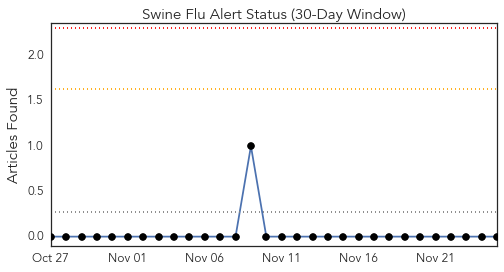 Swine Flu Alert Status (30-Day Window)
Articles Found
2.0
1.5
1.0
0.5
0.0
Oct 27 Nov 01 Nov 06 Nov 11 Nov 16 Nov 21